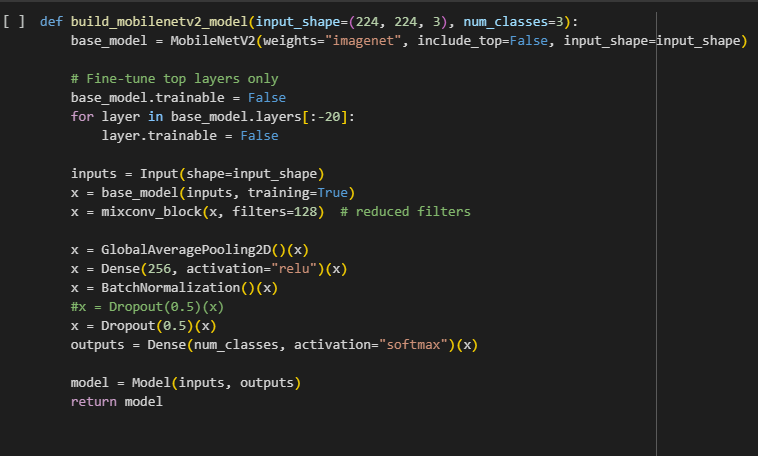 [ ] def build_mobilenetv2_model(input_shape=(224, 224, 3), num_classes=3):
    base_model = MobileNetV2(weights="imagenet", include_top=False, input_shape=input_shape)

    # Fine-tune top layers only
    base_model.trainable = False
    for layer in base_model.layers[:-20]:
        layer.trainable = False

    inputs = Input(shape=input_shape)
    x = base_model(inputs, training=True)
    x = mixconv_block(x, filters=128)  # reduced filters

    x = GlobalAveragePooling2D()(x)
    x = Dense(256, activation="relu")(x)
    x = BatchNormalization()(x)
    #x = Dropout(0.5)(x)
    x = Dropout(0.5)(x)
    outputs = Dense(num_classes, activation="softmax")(x)

    model = Model(inputs, outputs)
    return model